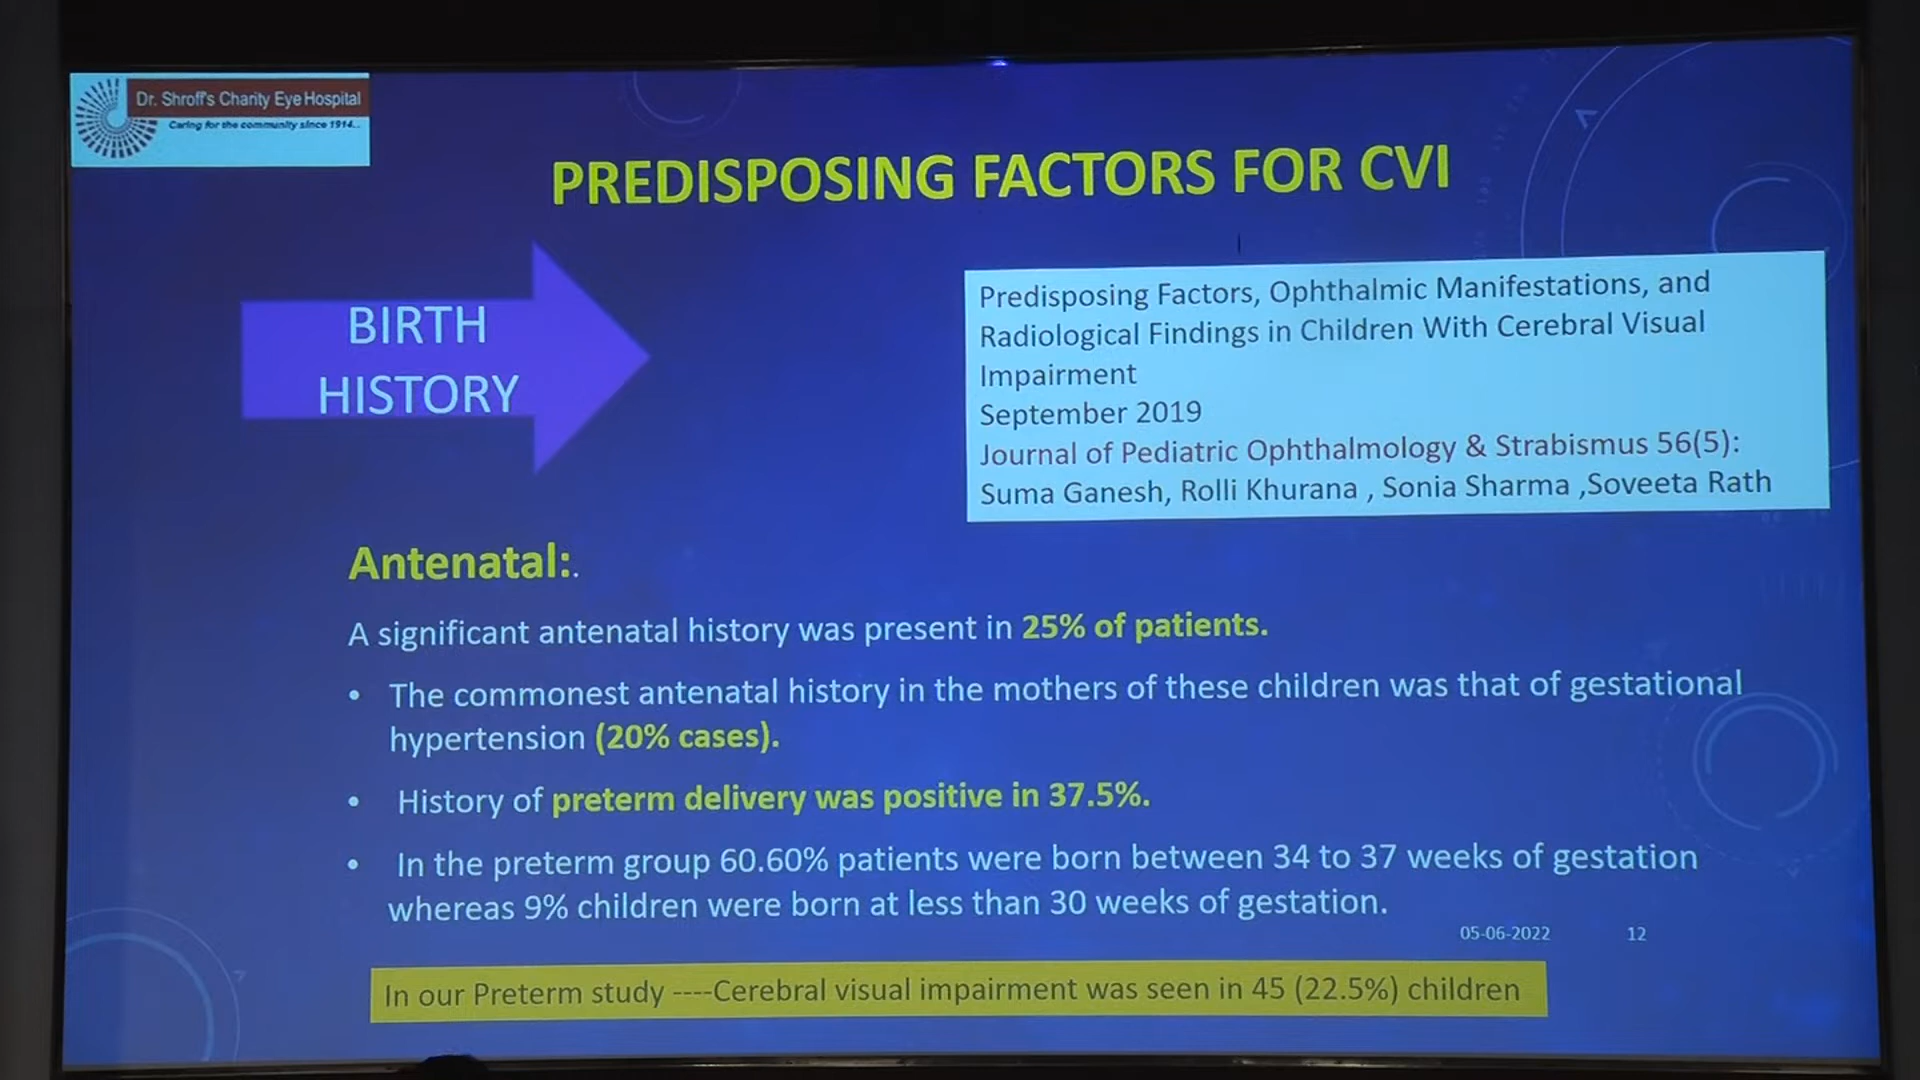 Dr. Shroff's Charity Eye Hospital
Caring for the community since 1914..
PREDISPOSING FACTORS FOR CVI
BIRTH
HISTORY
Predisposing Factors, Ophthalmic Manifestations, and
Radiological Findings in Children With Cerebral Visual
Impairment
September 2019
Journal of Pediatric Ophthalmology & Strabismus 56(5):
Suma Ganesh, Rolli Khurana , Sonia Sharma ,Soveeta Rath
Antenatal:.
A significant antenatal history was present in 25% of patients.
• The commonest antenatal history in the mothers of these children was that of gestational
hypertension (20% cases).
• History of preterm delivery was positive in 37.5%.
• In the preterm group 60.60% patients were born between 34 to 37 weeks of gestation
whereas 9% children were born at less than 30 weeks of gestation.
05-06-2022 12
In our Preterm study ----Cerebral visual impairment was seen in 45 (22.5%) children